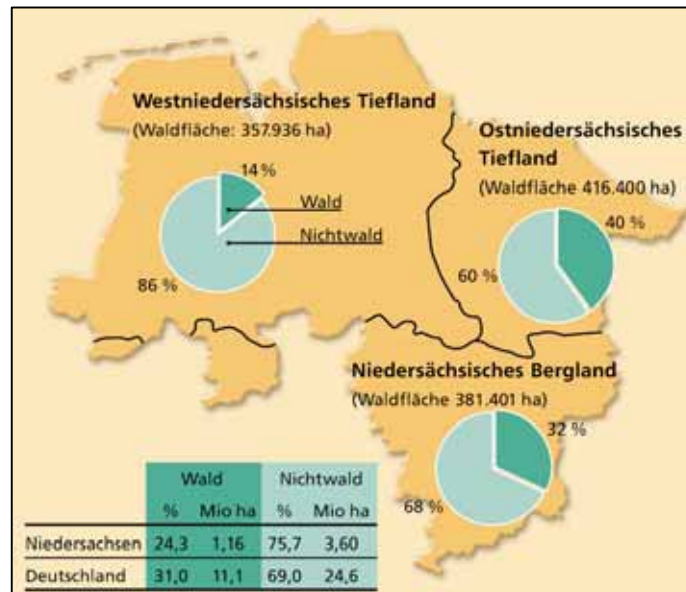 Westniedersächsisches Tiefland
(Waldfläche: 357.936 ha)
14 %
Wald
Nichtwald
86 %
Ostniedersächsisches
Tiefland
(Waldfläche 416.400 ha)
40 %
60 %
Niedersächsisches Bergland
(Waldfläche 381.401 ha)
32 %
68 %
Wald Nichtwald
% Mio ha % Mio ha
Niedersachsen 24,3 1,16 75,7 3,60
Deutschland 31,0 11,1 69,0 24,6